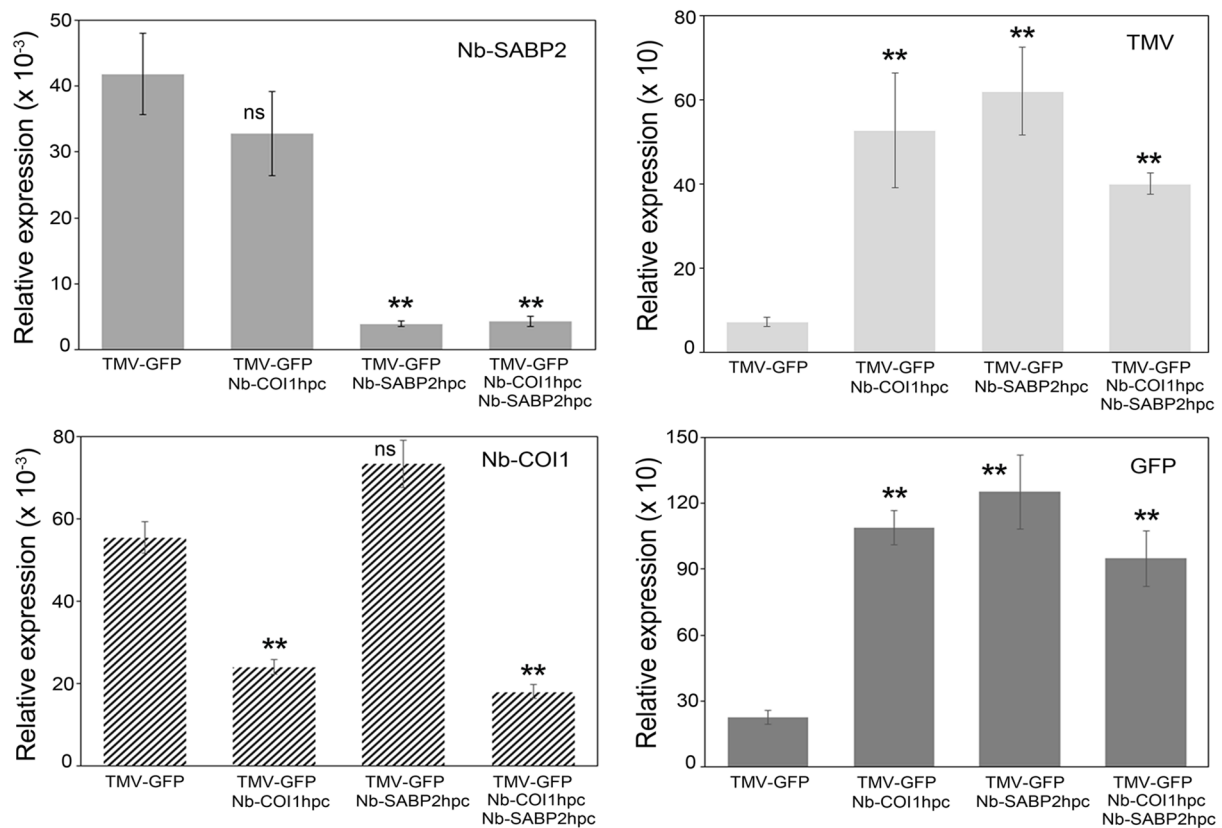 Nb-SABP2
Relative expression (x 10-3)
50
40
30
20
10
0
ns
**
**
TMV-GFP
TMV-GFP
Nb-COI1hpc
TMV-GFP
Nb-SABP2hpc
TMV-GFP
Nb-COI1hpc
Nb-SABP2hpc
TMV
Relative expression (x 10)
80
60
40
20
0
**
**
**
TMV-GFP
TMV-GFP
Nb-COI1hpc
TMV-GFP
Nb-SABP2hpc
TMV-GFP
Nb-COI1hpc
Nb-SABP2hpc
Nb-COI1
Relative expression (x 10-3)
80
60
40
20
0
**
ns
**
TMV-GFP
TMV-GFP
Nb-COI1hpc
TMV-GFP
Nb-SABP2hpc
TMV-GFP
Nb-COI1hpc
Nb-SABP2hpc
GFP
Relative expression (x 10)
150
120
90
60
30
0
**
**
**
TMV-GFP
TMV-GFP
Nb-COI1hpc
TMV-GFP
Nb-SABP2hpc
TMV-GFP
Nb-COI1hpc
Nb-SABP2hpc